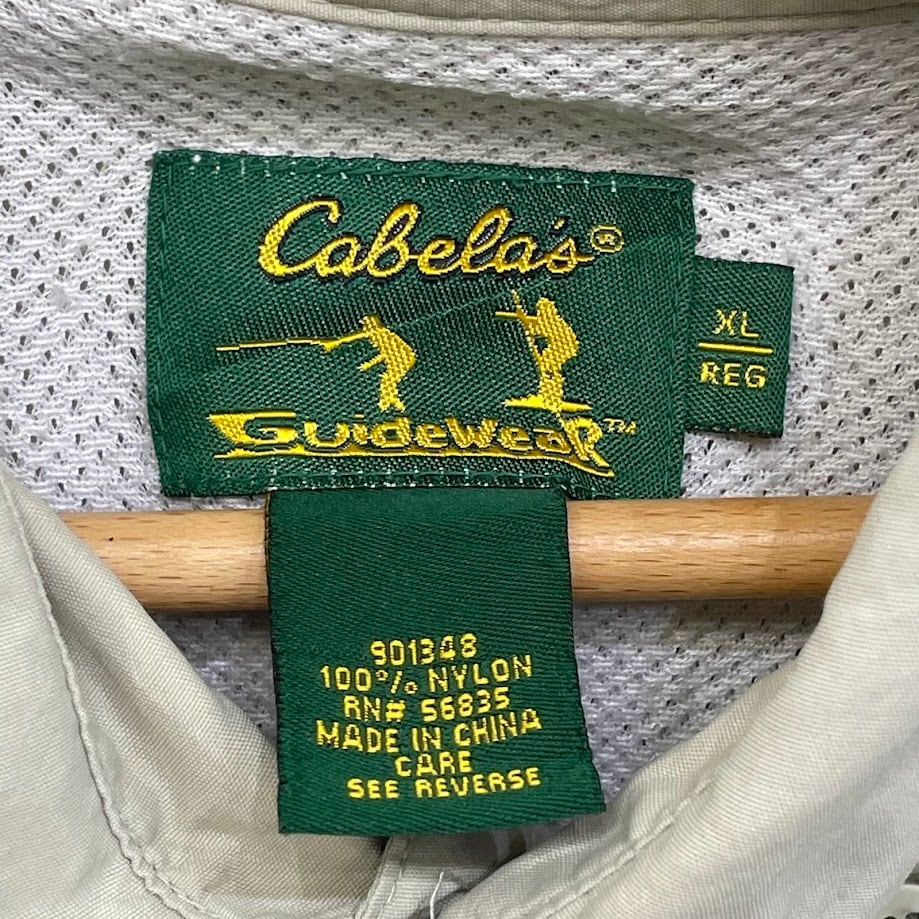 Cabela's®
GuideWear™
XL
REG
901348
100% NYLON
RN# 56835
MADE IN CHINA
CARE
SEE REVERSE